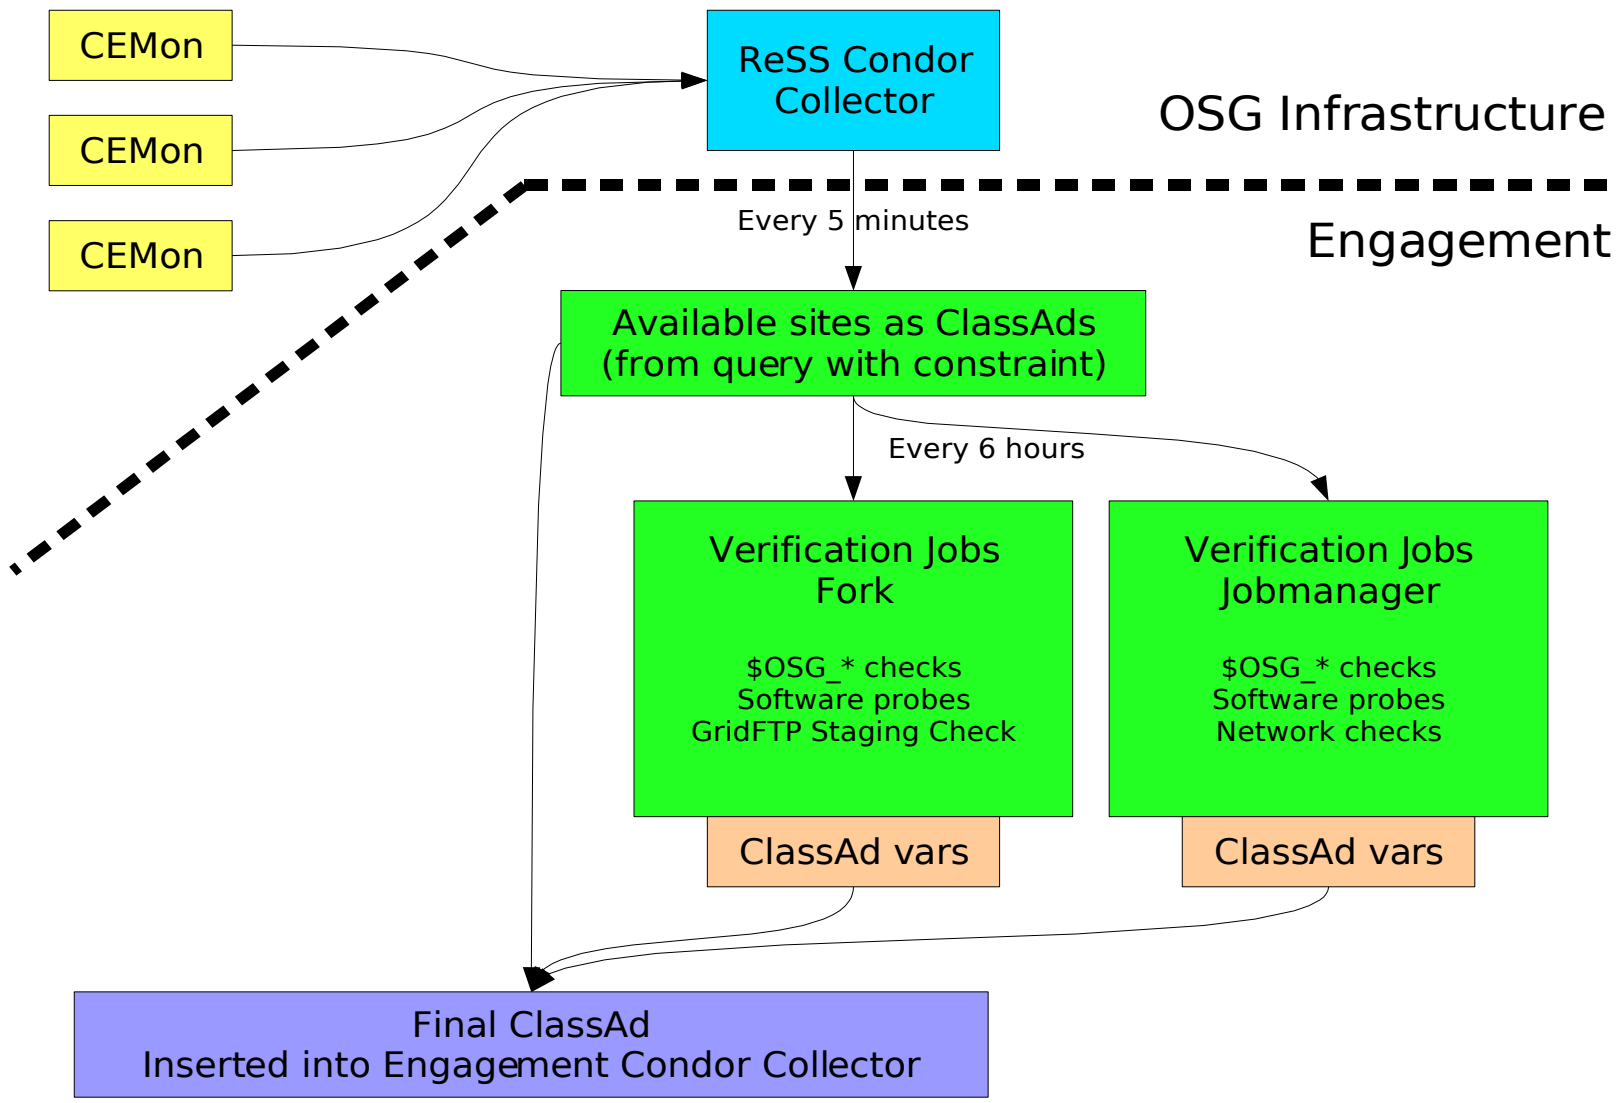 CEMon
CEMon
CEMon
ReSS Condor
Collector
OSG Infrastructure
Engagement
Every 5 minutes
Available sites as ClassAds
(from query with constraint)
Every 6 hours
Verification Jobs
Fork
$OSG_* checks
Software probes
GridFTP Staging Check
ClassAd vars
Verification Jobs
Jobmanager
$OSG_* checks
Software probes
Network checks
ClassAd vars
Final ClassAd
Inserted into Engagement Condor Collector